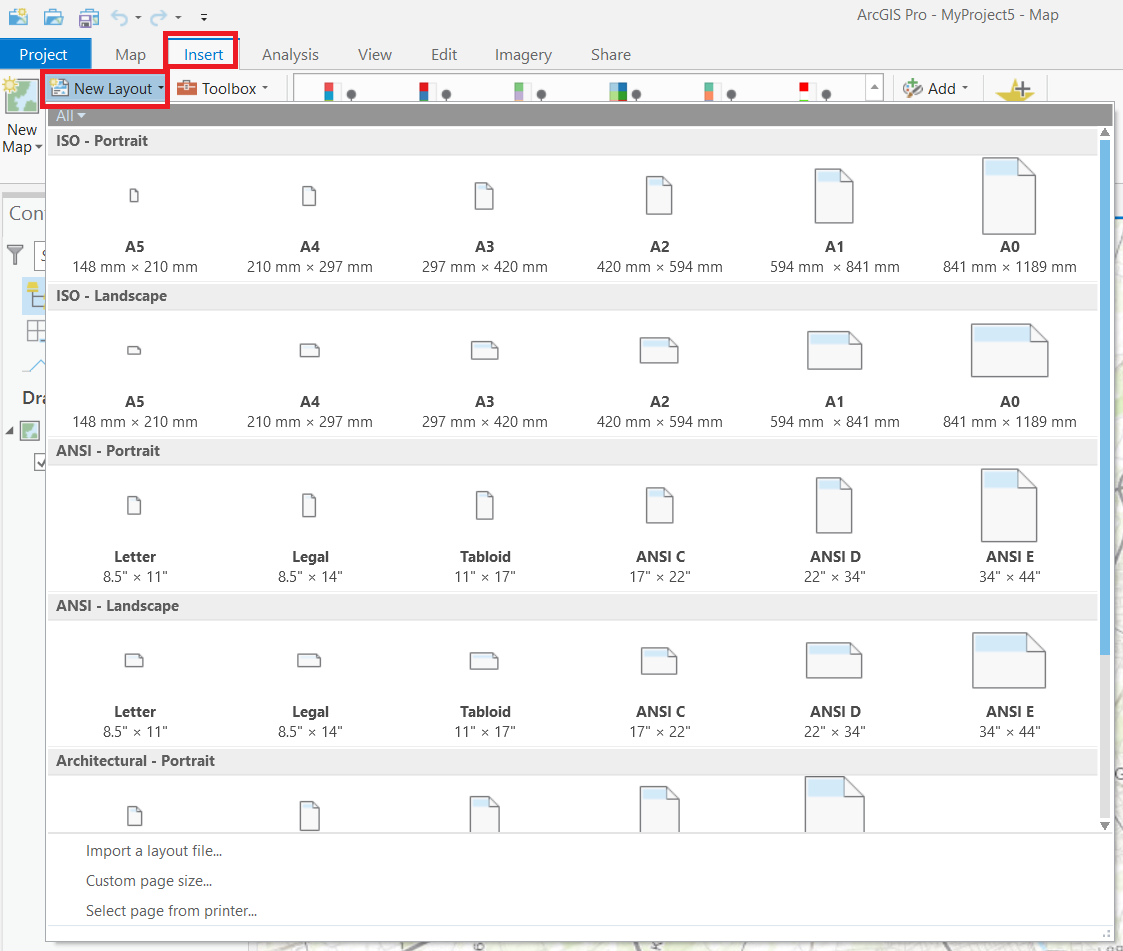 ArcGIS Pro - MyProject5 - Map
Project Map Insert Analysis View Edit Imagery Share
New Layout Toolbox Add
New
Map
All
ISO - Portrait
A5 A4 A3 A2 A1 A0
148 mm × 210 mm 210 mm × 297 mm 297 mm × 420 mm 420 mm × 594 mm 594 mm × 841 mm 841 mm × 1189 mm
Con
ISO - Landscape
A5 A4 A3 A2 A1 A0
148 mm × 210 mm 210 mm × 297 mm 297 mm × 420 mm 420 mm × 594 mm 594 mm × 841 mm 841 mm × 1189 mm
Dra
ANSI - Portrait
Letter Legal Tabloid ANSI C ANSI D ANSI E
8.5" × 11" 8.5" × 14" 11" × 17" 17" × 22" 22" × 34" 34" × 44"
ANSI - Landscape
Letter Legal Tabloid ANSI C ANSI D ANSI E
8.5" × 11" 8.5" × 14" 11" × 17" 17" × 22" 22" × 34" 34" × 44"
Architectural - Portrait
Import a layout file...
Custom page size...
Select page from printer...